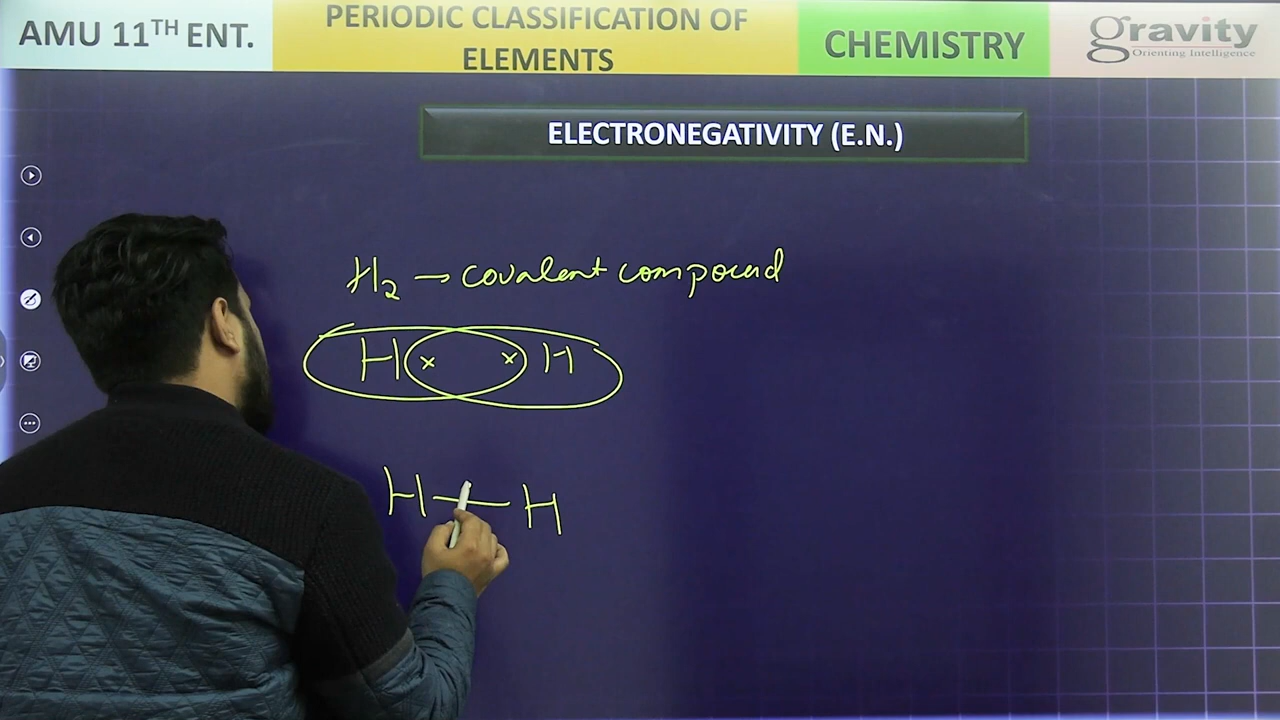 AMU 11TH ENT.
PERIODIC CLASSIFICATION OF
ELEMENTS
CHEMISTRY
gravity
Orienting Intelligence
ELECTRONEGATIVITY (E.N.)
H2 → covalent compound
H x x H
H — H